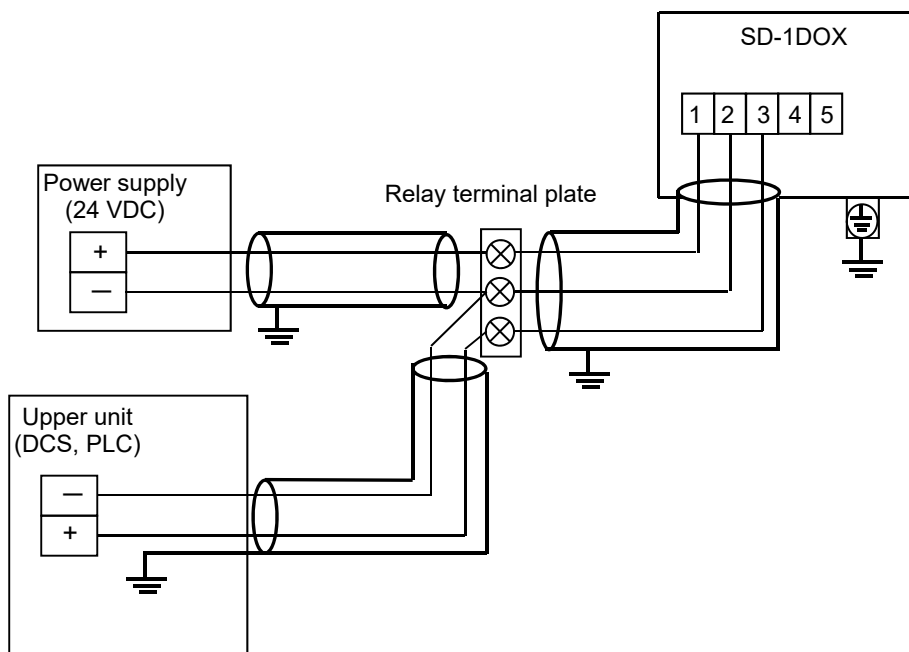 SD-1DOX
1 2 3 4 5
Power supply
(24 VDC)
+
—
Relay terminal plate
Upper unit
(DCS, PLC)
—
+